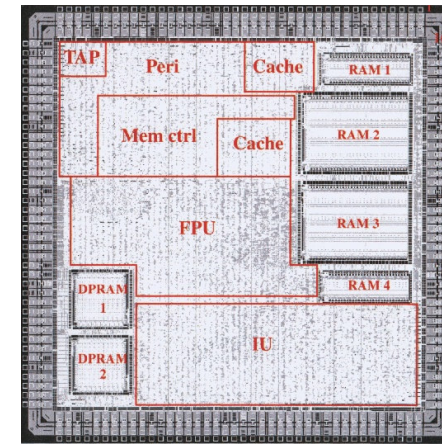 TAP
Peri
Cache
RAM 1
Mem ctrl
Cache
RAM 2
FPU
RAM 3
DPRAM
1
RAM 4
IU
DPRAM
2